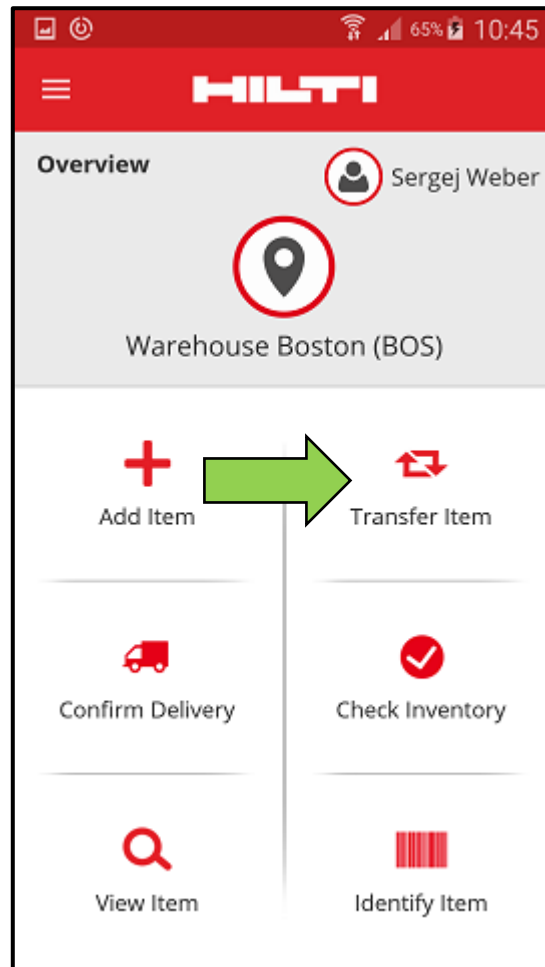 65% 10:45
HILTI
Overview
Sergej Weber
Warehouse Boston (BOS)
Add Item
Transfer Item
Confirm Delivery
Check Inventory
View Item
Identify Item